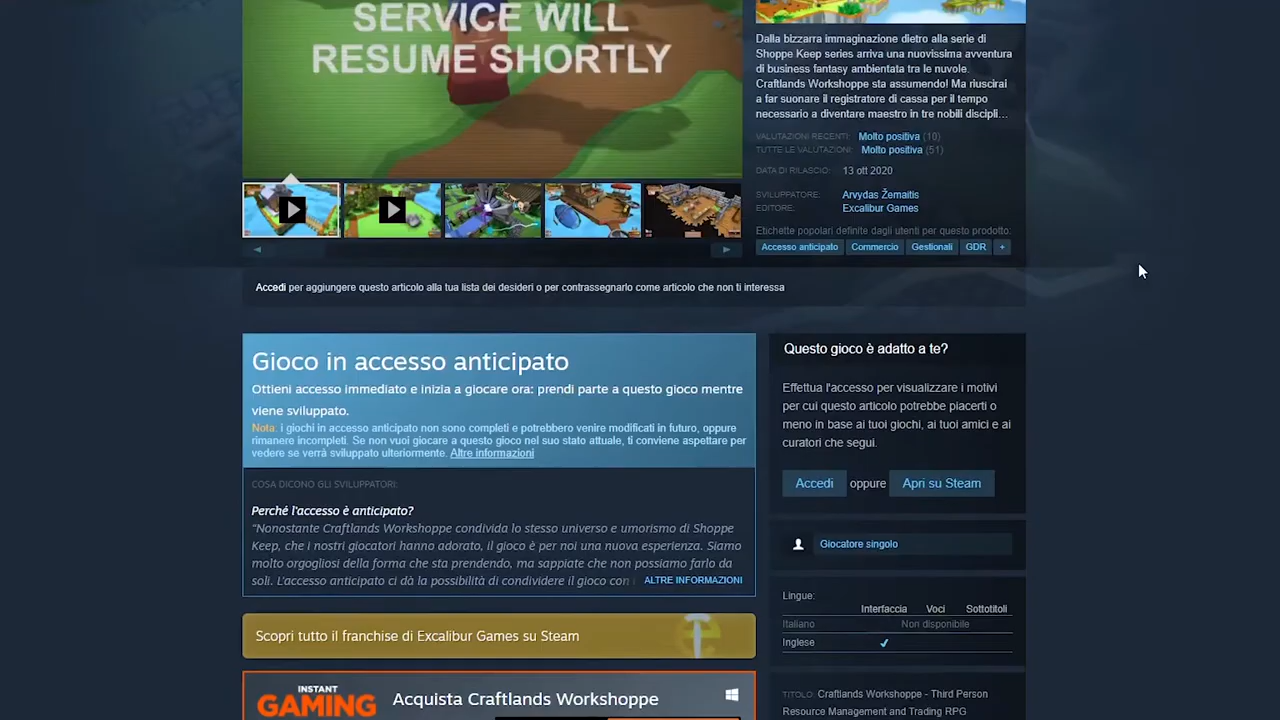 SERVICE WILL
RESUME SHORTLY
Dalla bizzarra immaginazione dietro alla serie di
Shoppe Keep series arriva una nuovissima avventura
di business fantasy ambientata tra le nuvole.
Craftlands Workshoppe sta assumendo! Ma riuscirai
a far suonare il registratore di cassa per il tempo
necessario a diventare maestro in tre nobili discipli...
VALUTAZIONI RECENTI: Molto positiva (10)
TUTTE LE VALUTAZIONI: Molto positiva (51)
DATA DI RILASCIO: 13 ott 2020
SVILUPPATORE: Arvydas Žemaitis
EDITORE: Excalibur Games
Etichette popolari definite dagli utenti per questo prodotto:
Accesso anticipato Commercio Gestionali GDR +
Accedi per aggiungere questo articolo alla tua lista dei desideri o per contrassegnarlo come articolo che non ti interessa
Gioco in accesso anticipato
Ottieni accesso immediato e inizia a giocare ora: prendi parte a questo gioco mentre
viene sviluppato.
Nota: i giochi in accesso anticipato non sono completi e potrebbero venire modificati in futuro, oppure
rimanere incompleti. Se non vuoi giocare a questo gioco nel suo stato attuale, ti conviene aspettare per
vedere se verrà sviluppato ulteriormente. Altre informazioni
COSA DICONO GLI SVILUPPATORI:
Perché l'accesso è anticipato?
"Nonostante Craftlands Workshoppe condivida lo stesso universo e umorismo di Shoppe
Keep, che i nostri giocatori hanno adorato, il gioco è per noi una nuova esperienza. Siamo
molto orgogliosi della forma che sta prendendo, ma sappiate che non possiamo farlo da
soli. L'accesso anticipato ci dà la possibilità di condividere il gioco con i ALTRE INFORMAZIONI
Scopri tutto il franchise di Excalibur Games su Steam
INSTANT
GAMING
Acquista Craftlands Workshoppe
Questo gioco è adatto a te?
Effettua l'accesso per visualizzare i motivi
per cui questo articolo potrebbe piacerti o
meno in base ai tuoi giochi, ai tuoi amici e ai
curatori che segui.
Accedi oppure Apri su Steam
Giocatore singolo
Lingue:
Interfaccia Voci Sottotitoli
Italiano Non disponibile
Inglese ✔
TITOLO: Craftlands Workshoppe - Third Person
Resource Management and Trading RPG